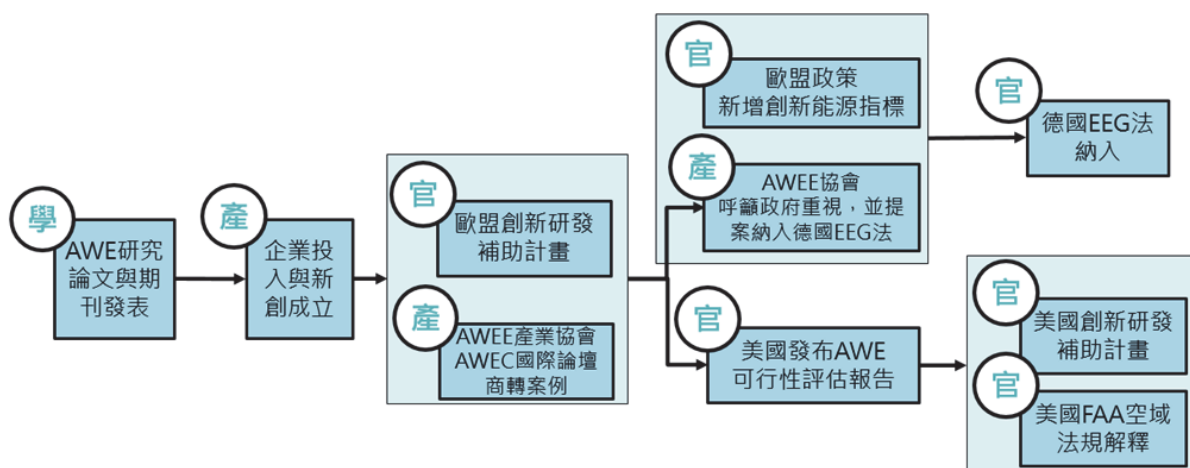 學
AWE研究
論文與期
刊發表
產
企業投
入與新
創成立
官
歐盟創新研發
補助計畫
產
AWEE產業協會
AWEC國際論壇
商轉案例
官
歐盟政策
新增創新能源指標
產
AWEE協會
呼籲政府重視，並提
案納入德國EEG法
官
德國EEG法
納入
官
美國發布AWE
可行性評估報告
官
美國創新研發
補助計畫
官
美國FAA空域
法規解釋